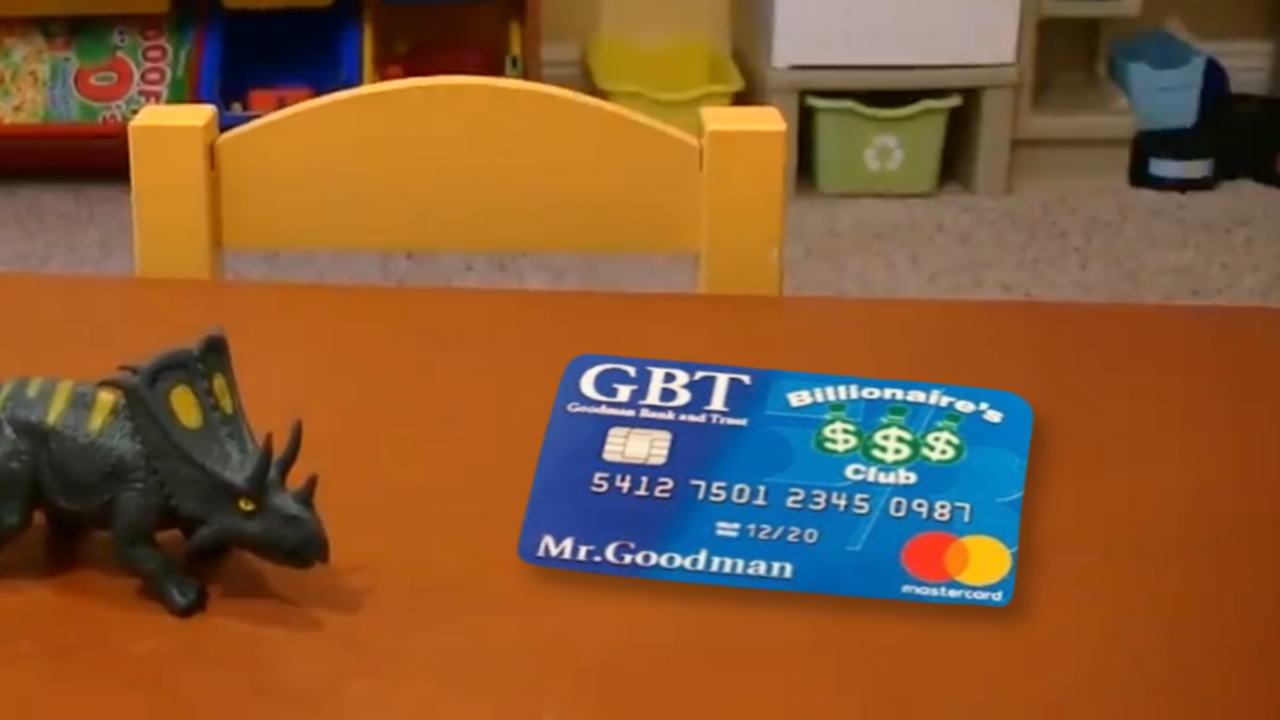 GBT
Goodman Bank and Trust
Billionaire's
$ $ $
Club
5412 7501 2345 0987
12/20
Mr.Goodman
mastercard